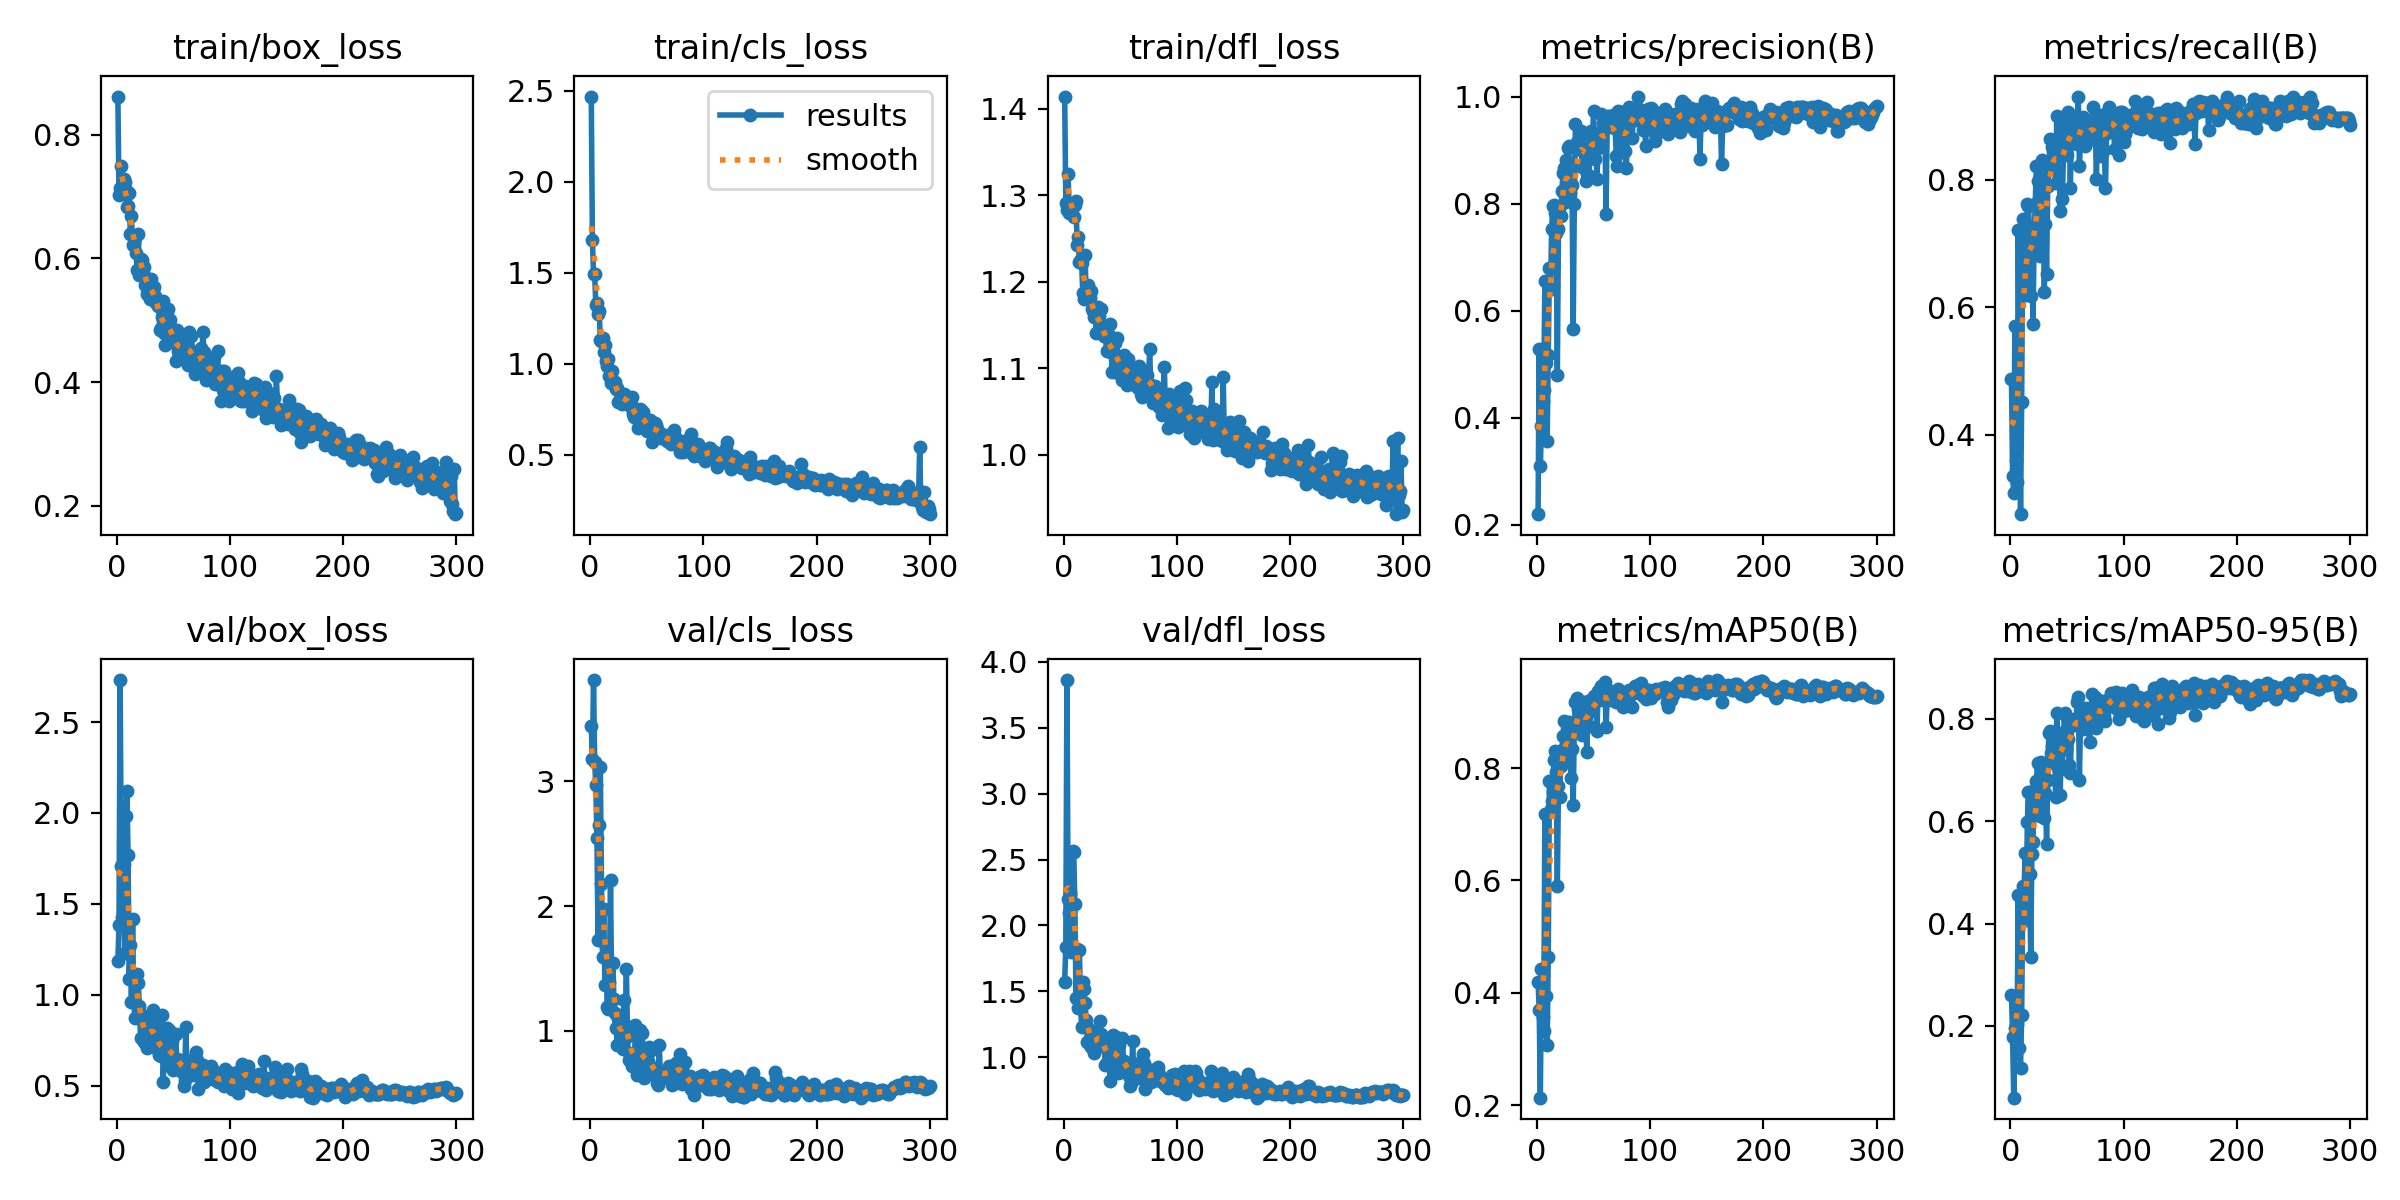 train/box_loss
0.8
0.6
0.4
0.2
0 100 200 300
train/cls_loss
2.5
2.0
1.5
1.0
0.5
results
smooth
0 100 200 300
train/dfl_loss
1.4
1.3
1.2
1.1
1.0
0 100 200 300
metrics/precision(B)
1.0
0.8
0.6
0.4
0.2
0 100 200 300
metrics/recall(B)
0.8
0.6
0.4
0 100 200 300
val/box_loss
2.5
2.0
1.5
1.0
0.5
0 100 200 300
val/cls_loss
3
2
1
0 100 200 300
val/dfl_loss
4.0
3.5
3.0
2.5
2.0
1.5
1.0
0 100 200 300
metrics/mAP50(B)
0.8
0.6
0.4
0.2
0 100 200 300
metrics/mAP50-95(B)
0.8
0.6
0.4
0.2
0 100 200 300